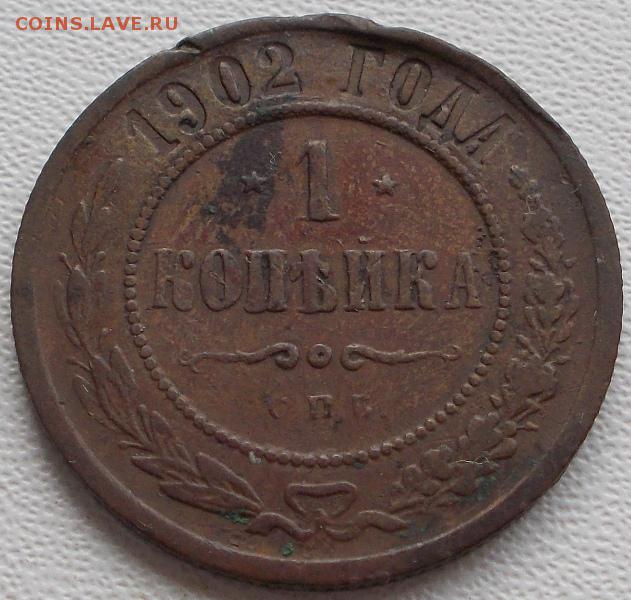 COINS.LAVE.RU
1902 ГОДА
1
КОПѢЙКА
С.П.Б.